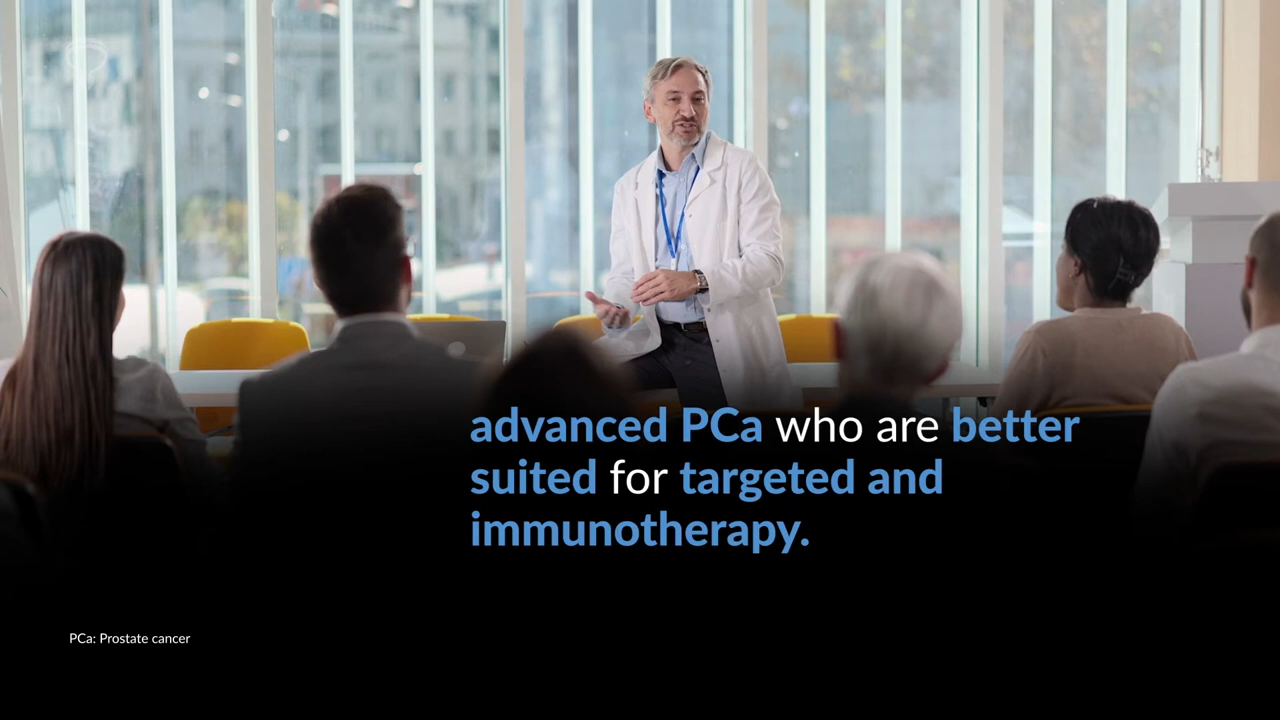 advanced PCa who are better
suited for targeted and
immunotherapy.
PCa: Prostate cancer